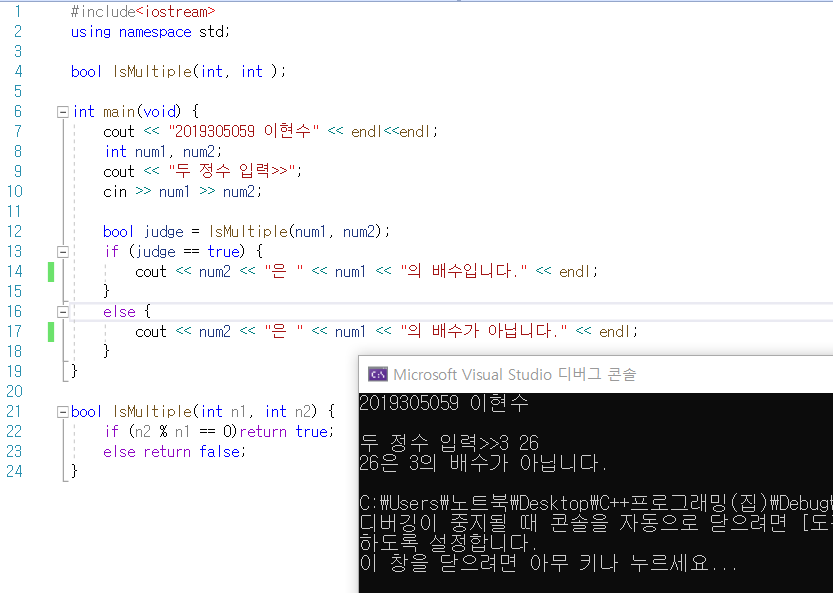 1 #include<iostream>
2 using namespace std;
3
4 bool IsMultiple(int, int );
5
6 int main(void) {
7 cout << "2019305059 이현수" << endl<<endl;
8 int num1, num2;
9 cout << "두 정수 입력>>";
10 cin >> num1 >> num2;
11
12 bool judge = IsMultiple(num1, num2);
13 if (judge == true) {
14 cout << num2 << "은 " << num1 << "의 배수입니다." << endl;
15 }
16 else {
17 cout << num2 << "은 " << num1 << "의 배수가 아닙니다." << endl;
18 }
19 }
20
21 bool IsMultiple(int n1, int n2) {
22 if (n2 % n1 == 0)return true;
23 else return false;
24 }
Microsoft Visual Studio 디버그 콘솔
2019305059 이현수
두 정수 입력>>3 26
26은 3의 배수가 아닙니다.
C:₩Users₩노트북₩Desktop₩C++프로그래밍(집)₩Debug₩
디버깅이 중지될 때 콘솔을 자동으로 닫으려면 [도
하도록 설정합니다.
이 창을 닫으려면 아무 키나 누르세요...